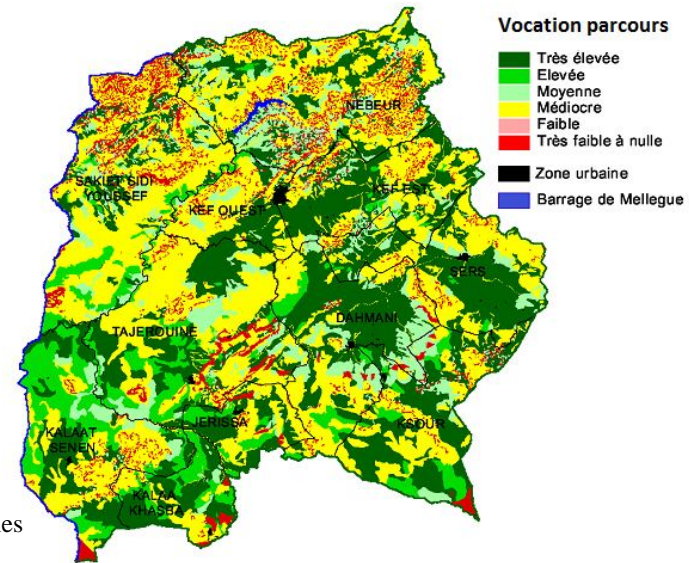 Vocation parcours
Très élevée
Elevée
Moyenne
Médiocre
Faible
Très faible à nulle
Zone urbaine
Barrage de Mellegue
NEBEUR
SAKIET SIDI
YOUSSEF
KEF OUEST
KEF EST
SERS
TAJEROUINE
DAHMANI
JERISSA
KSOUR
KALAAT
SENEN
KALAA
KHASBA
es